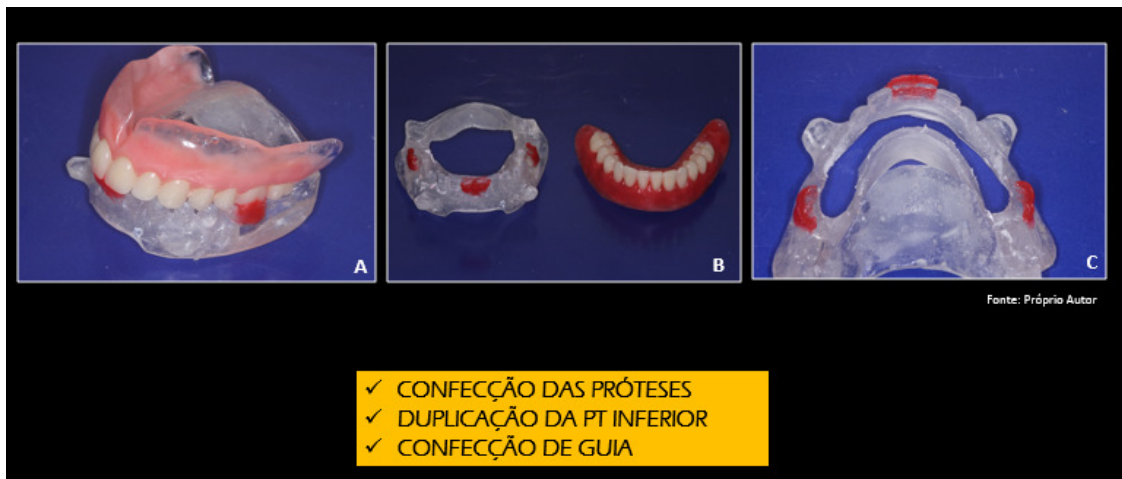 A
B
C
Fonte: Próprio Autor
✓ CONFECÇÃO DAS PRÓTESES
✓ DUPLICAÇÃO DA PT INFERIOR
✓ CONFECÇÃO DE GUIA